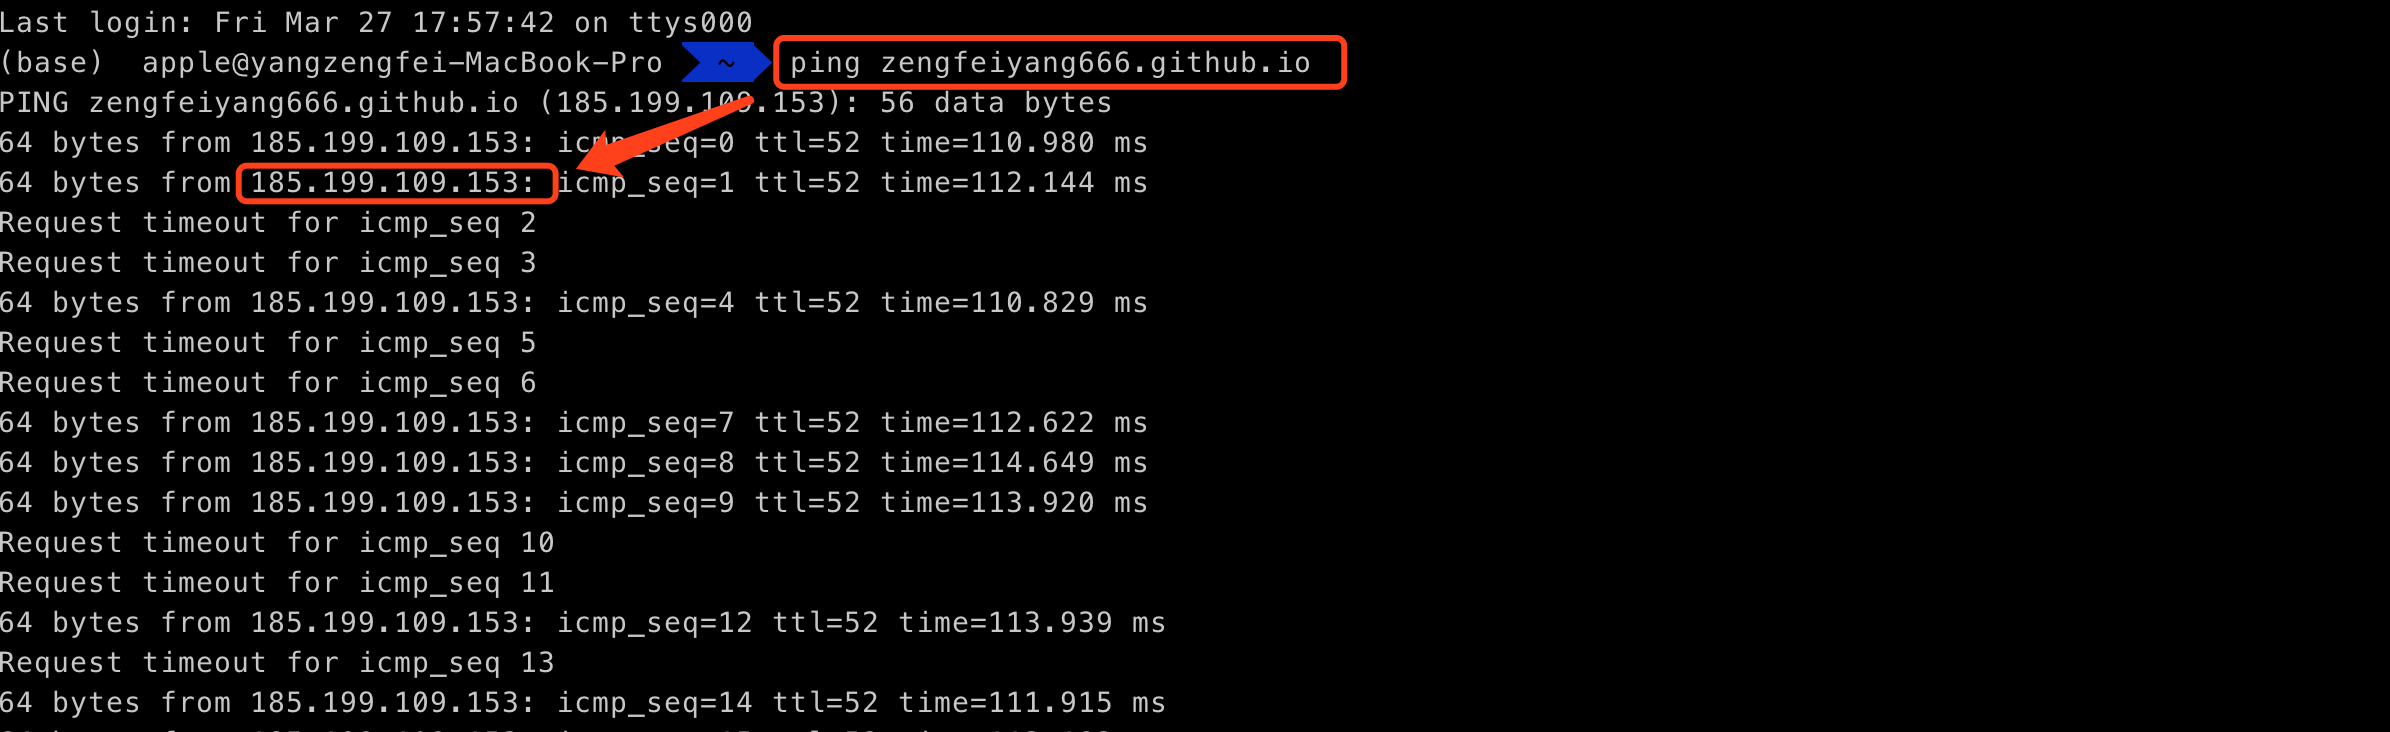 Last login: Fri Mar 27 17:57:42 on ttys000
(base)  apple@yangzengfei-MacBook-Pro  ~  ping zengfeiyang666.github.io
PING zengfeiyang666.github.io (185.199.109.153): 56 data bytes
64 bytes from 185.199.109.153: icmp_seq=0 ttl=52 time=110.980 ms
64 bytes from 185.199.109.153: icmp_seq=1 ttl=52 time=112.144 ms
Request timeout for icmp_seq 2
Request timeout for icmp_seq 3
64 bytes from 185.199.109.153: icmp_seq=4 ttl=52 time=110.829 ms
Request timeout for icmp_seq 5
Request timeout for icmp_seq 6
64 bytes from 185.199.109.153: icmp_seq=7 ttl=52 time=112.622 ms
64 bytes from 185.199.109.153: icmp_seq=8 ttl=52 time=114.649 ms
64 bytes from 185.199.109.153: icmp_seq=9 ttl=52 time=113.920 ms
Request timeout for icmp_seq 10
Request timeout for icmp_seq 11
64 bytes from 185.199.109.153: icmp_seq=12 ttl=52 time=113.939 ms
Request timeout for icmp_seq 13
64 bytes from 185.199.109.153: icmp_seq=14 ttl=52 time=111.915 ms